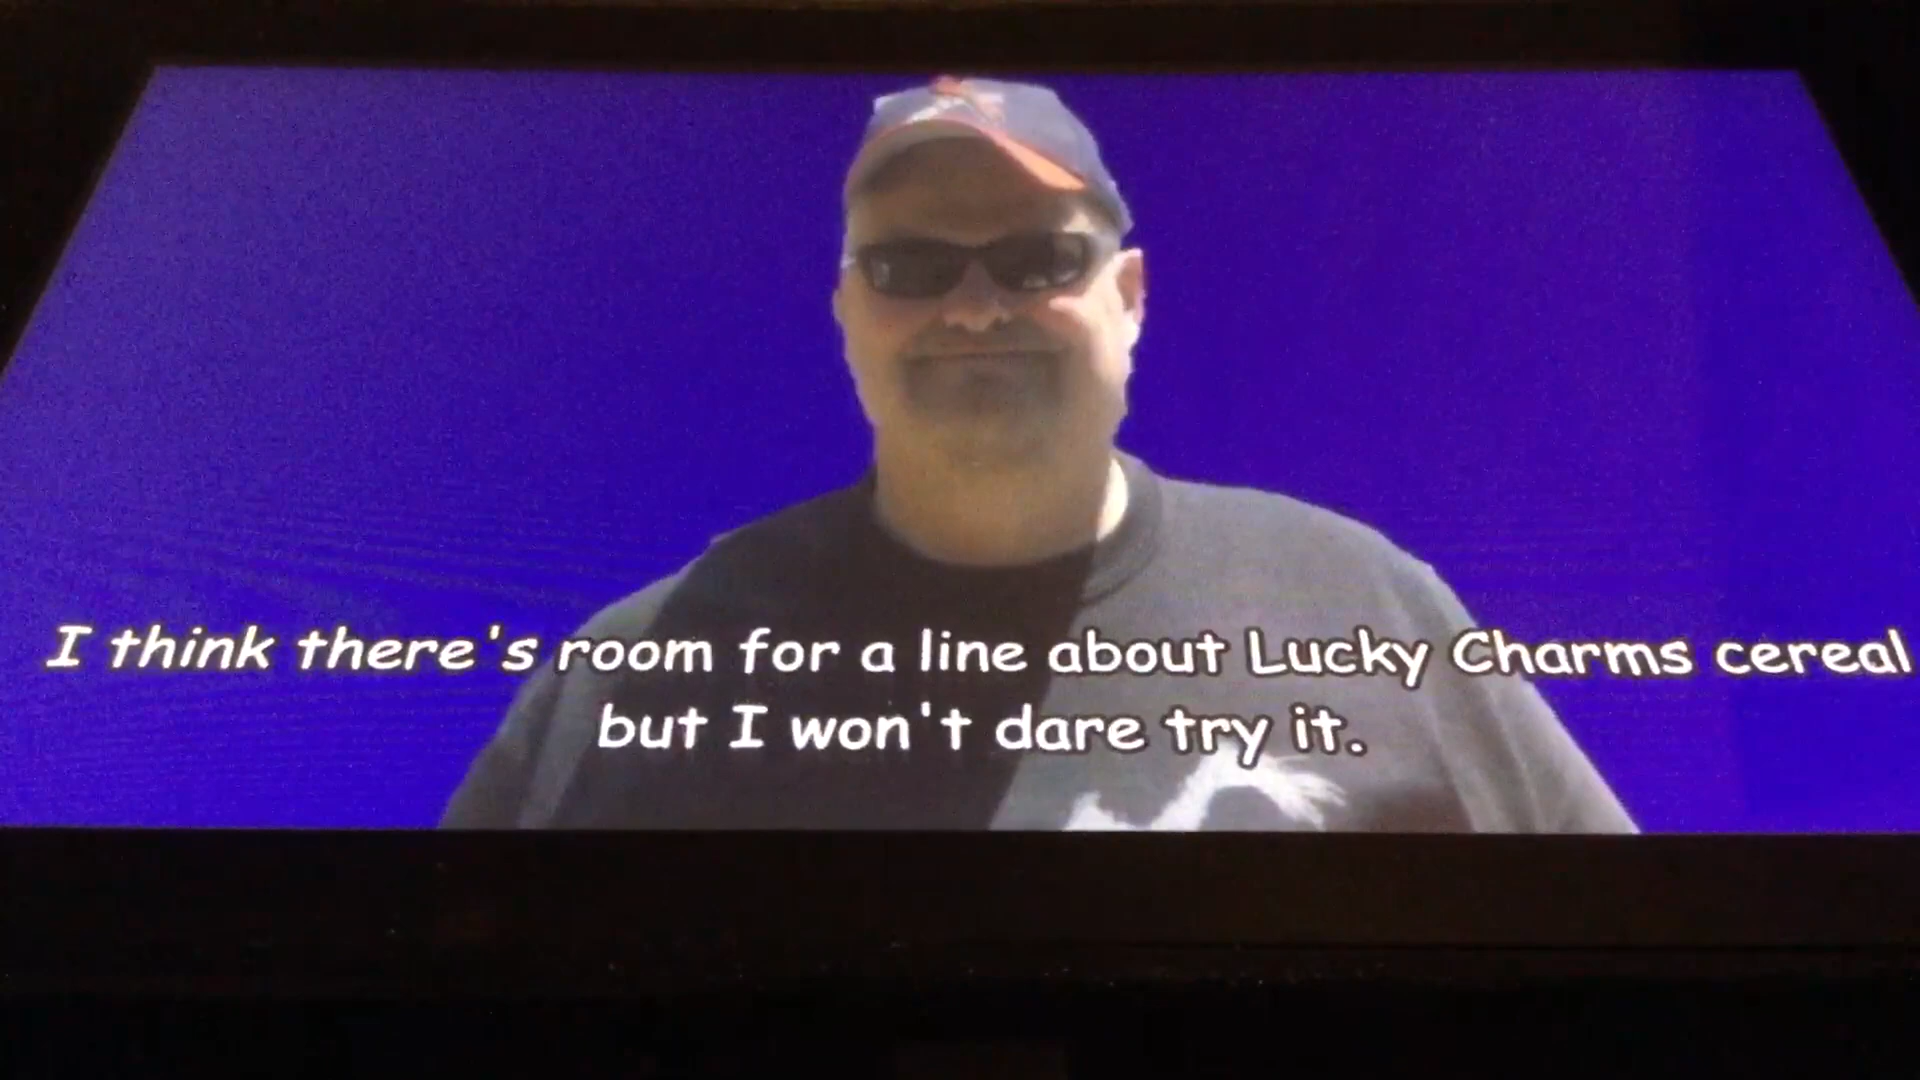 I think there's room for a line about Lucky Charms cereal
but I won't dare try it.